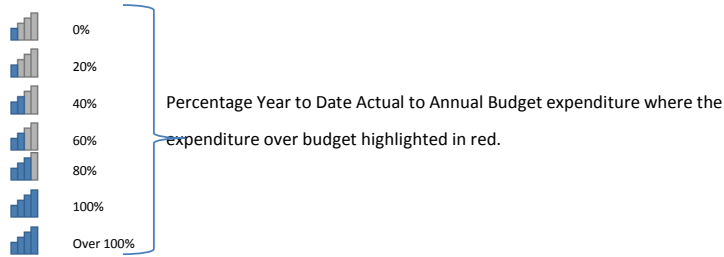 0%
20%
40%
Percentage Year to Date Actual to Annual Budget expenditure where the
60%
expenditure over budget highlighted in red.
80%
100%
Over 100%